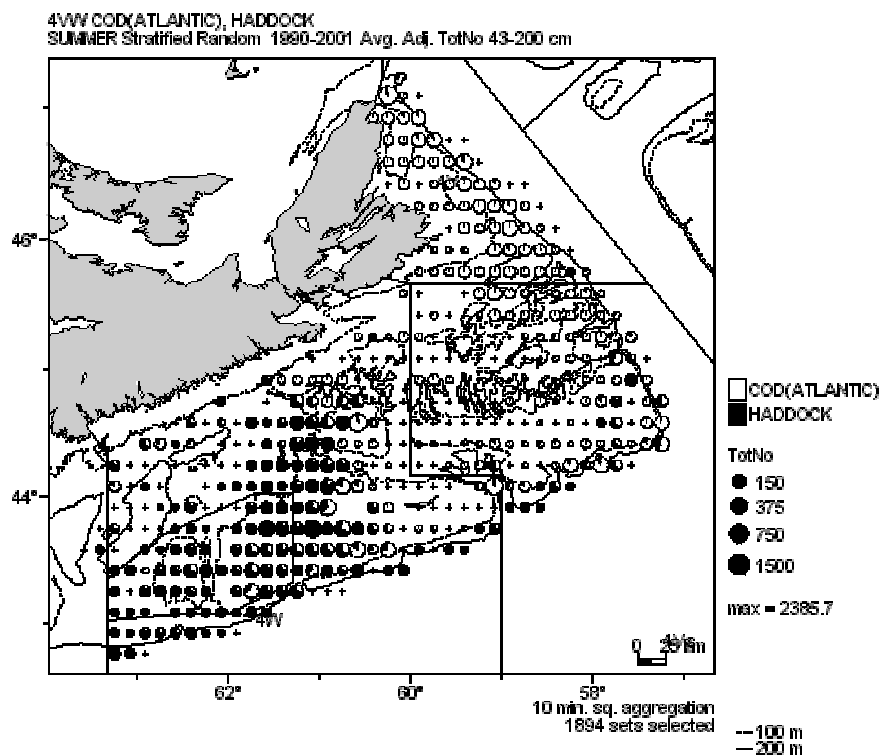 4VW COD(ATLANTIC), HADDOCK
SUMMER Stratified Random 1990-2001 Avg. Adj. TotNo 43-200 cm
46°
44°
4W
62°
60°
58°
COD(ATLANTIC)
HADDOCK
TotNo
150
375
750
1500
max = 2385.7
0
10 min. sq. aggregation
1894 sets selected
100 m
200 m